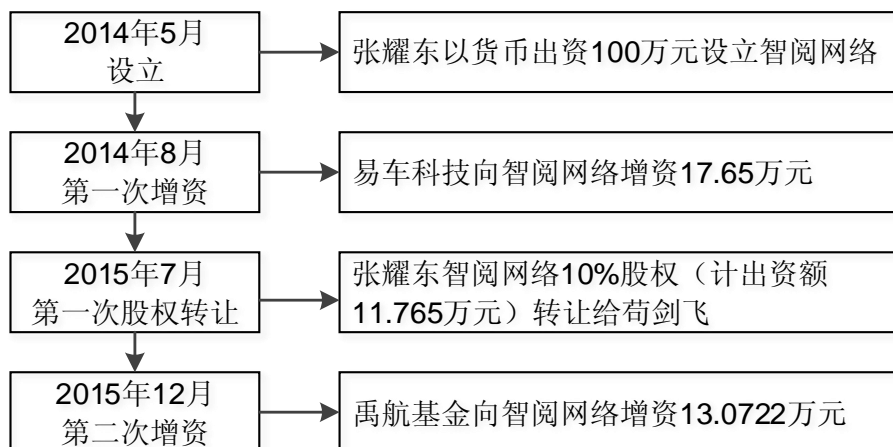 2014年5月
设立
张耀东以货币出资100万元设立智阅网络
2014年8月
第一次增资
易车科技向智阅网络增资17.65万元
2015年7月
第一次股权转让
张耀东智阅网络10%股权（计出资额
11.765万元）转让给苟剑飞
2015年12月
第二次增资
禹航基金向智阅网络增资13.0722万元